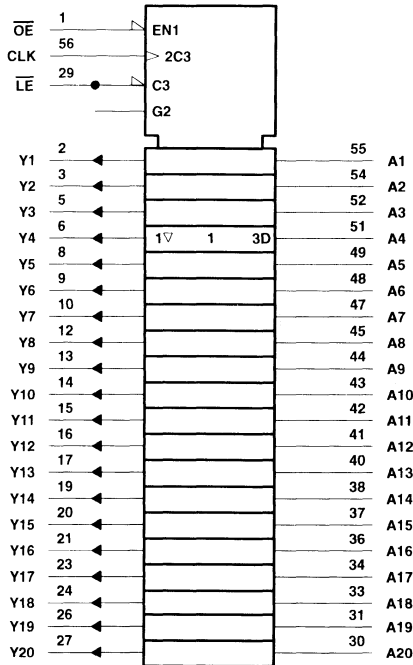 1
OE EN1
56
CLK 2C3
29
LE C3
G2
2 55
Y1 A1
3 54
Y2 A2
5 52
Y3 A3
6 51
Y4 1▽ 1 3D A4
8 49
Y5 A5
9 48
Y6 A6
10 47
Y7 A7
12 45
Y8 A8
13 44
Y9 A9
14 43
Y10 A10
15 42
Y11 A11
16 41
Y12 A12
17 40
Y13 A13
19 38
Y14 A14
20 37
Y15 A15
21 36
Y16 A16
23 34
Y17 A17
24 33
Y18 A18
26 31
Y19 A19
27 30
Y20 A20